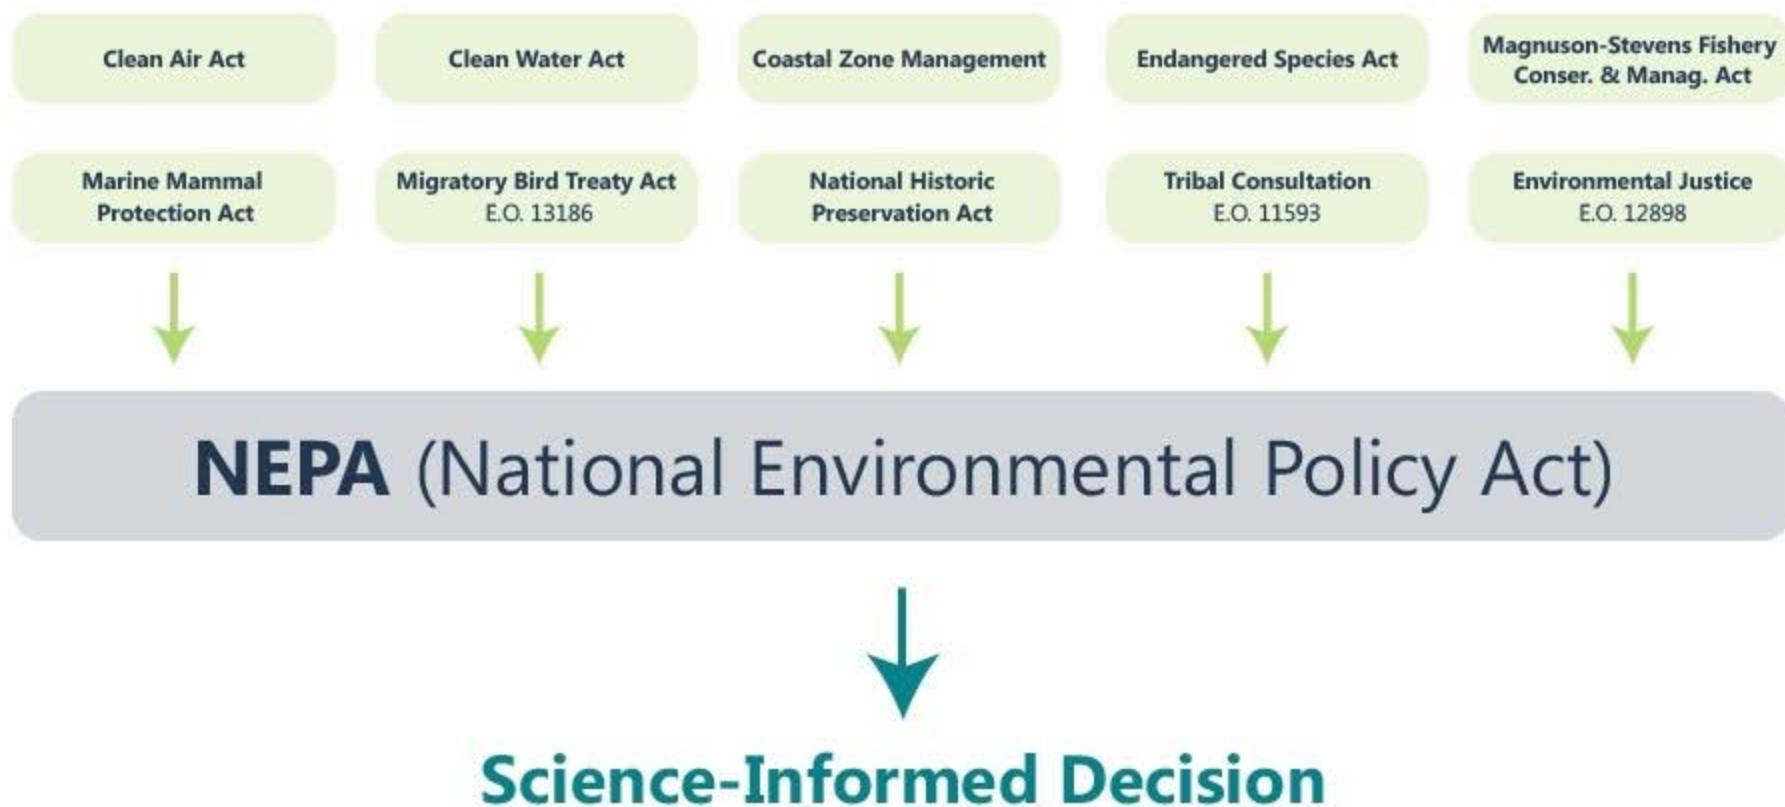 Clean Air Act
Clean Water Act
Coastal Zone Management
Endangered Species Act
Magnuson-Stevens Fishery
Conser. & Manag. Act
Marine Mammal
Protection Act
Migratory Bird Treaty Act
E.O. 13186
National Historic
Preservation Act
Tribal Consultation
E.O. 11593
Environmental Justice
E.O. 12898
NEPA (National Environmental Policy Act)
Science-Informed Decision